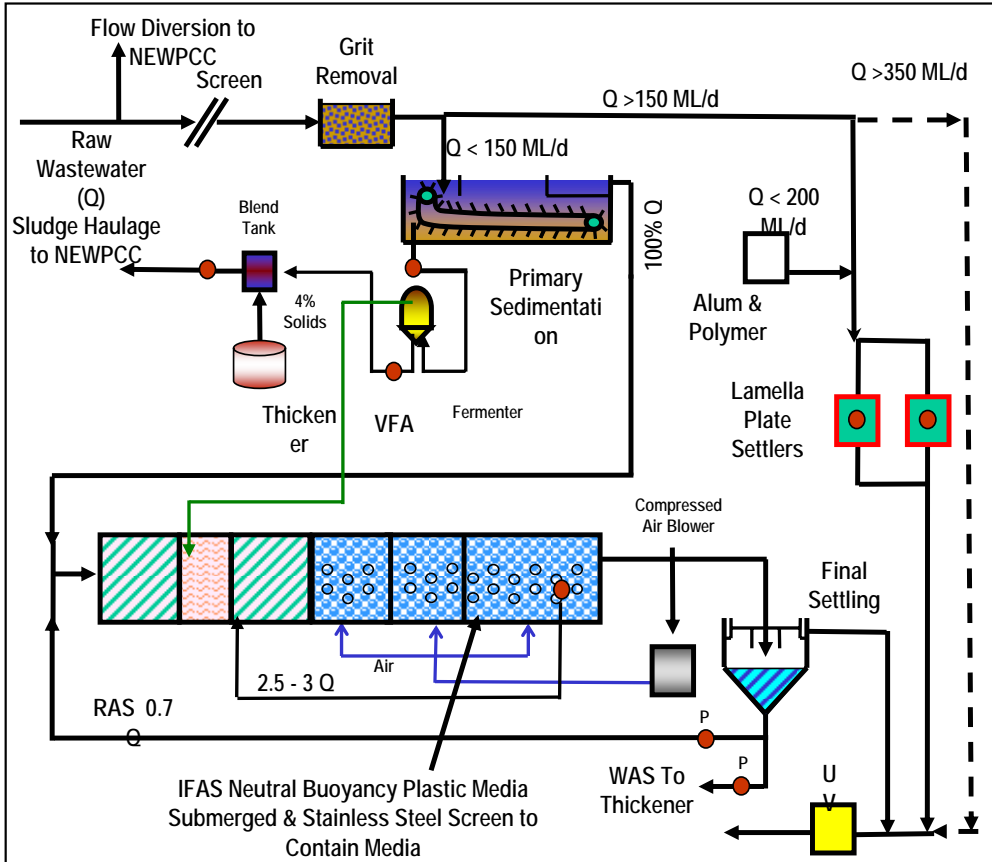 Flow Diversion to
NEWPCC
Screen
Grit
Removal
Q >350 ML/d
Q >150 ML/d
Raw
Wastewater
(Q)
Sludge Haulage
to NEWPCC
Q < 150 ML/d
Blend
Tank
100% Q
Q < 200
ML/d
4%
Solids
Primary
Sedimentati
on
Alum &
Polymer
Thicken
er
VFA
Fermenter
Lamella
Plate
Settlers
Compressed
Air Blower
Final
Settling
Air
2.5 - 3 Q
RAS 0.7
Q
P
P
IFAS Neutral Buoyancy Plastic Media
Submerged & Stainless Steel Screen to
Contain Media
WAS To
Thickener
U
V